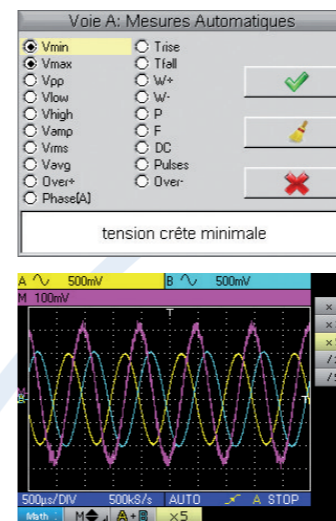 Voie A: Mesures Automatiques
Vmin Trise
Vmax Tfall
Vpp W+
Vlow W-
Vhigh P
Vamp F
Vrms DC
Vavg Pulses
Over+ Over-
Phase(A)
tension crête minimale
A 500mV B 500mV
M 100mV
T
T
500µs/DIV 500kS/s AUTO A STOP
Math M A+B x5